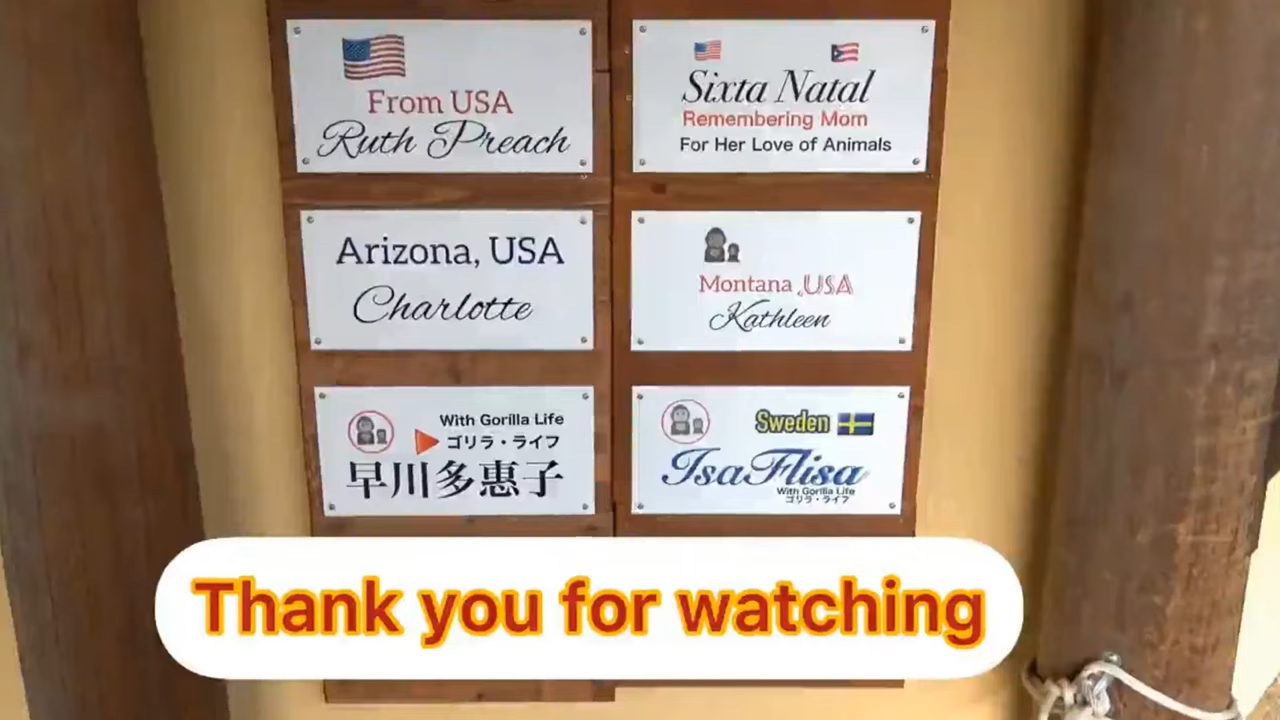 From USA
Ruth Preach
Sixta Natal
Remembering Mom
For Her Love of Animals
Arizona, USA
Charlotte
Montana ,USA
Kathleen
With Gorilla Life
ゴリラ・ライフ
早川多惠子
Sweden
IsaFlisa
With Gorilla Life
ゴリラ・ライフ
Thank you for watching